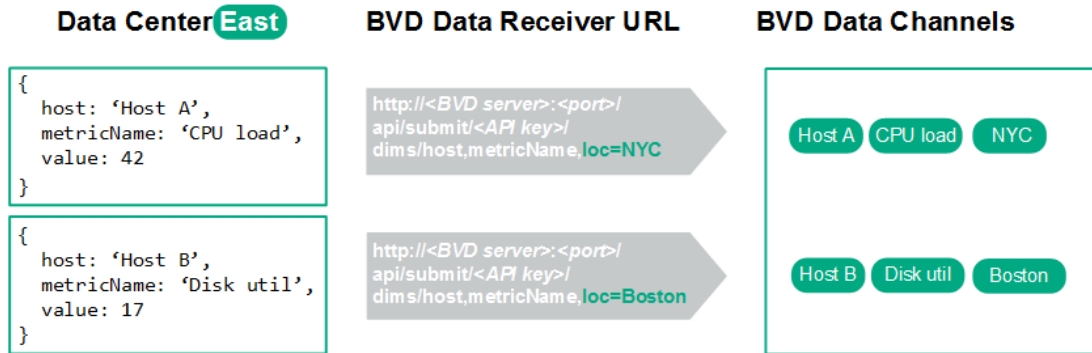 Data Center East
BVD Data Receiver URL
BVD Data Channels
{
host: ‘Host A’,
metricName: ‘CPU load’,
value: 42
}
http://<BVD server>:<port>/
api/submit/<API key>/
dims/host,metricName,loc=NYC
Host A CPU load NYC
{
host: ‘Host B’,
metricName: ‘Disk util’,
value: 17
}
http://<BVD server>:<port>/
api/submit/<API key>/
dims/host,metricName,loc=Boston
Host B Disk util Boston